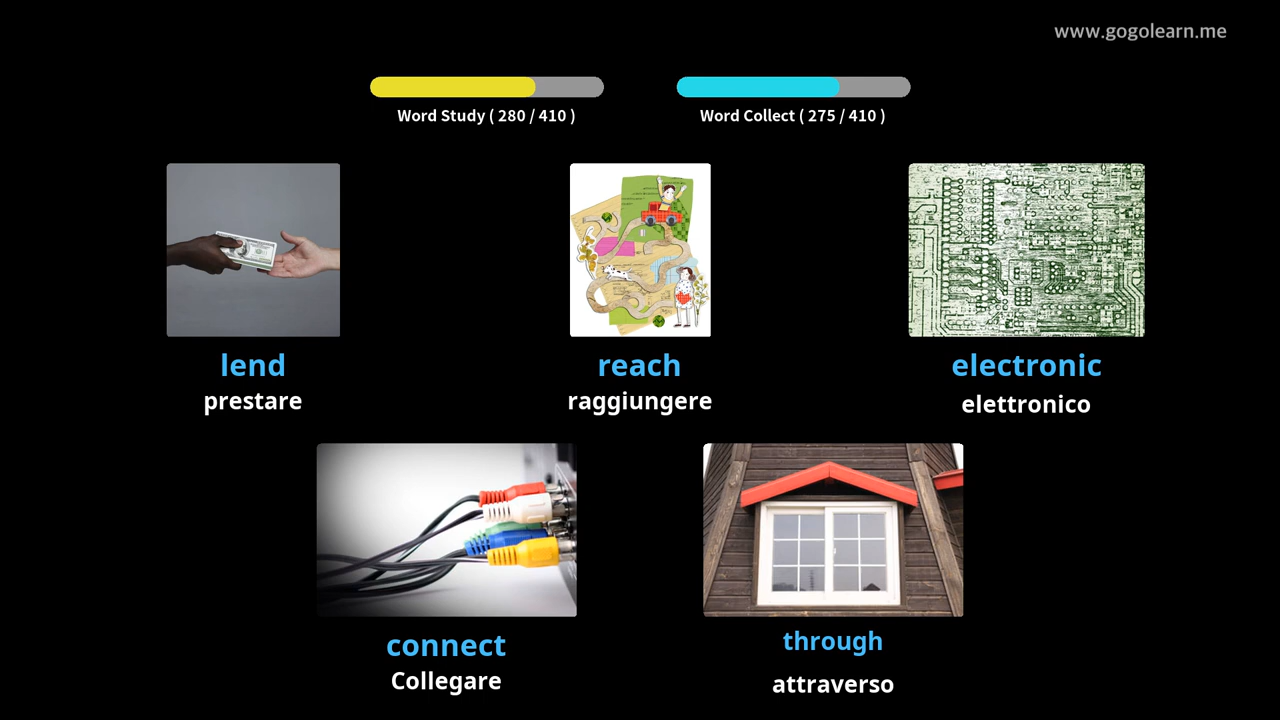 www.gogolearn.me
Word Study ( 280 / 410 )
Word Collect ( 275 / 410 )
lend
prestare
reach
raggiungere
electronic
elettronico
connect
Collegare
through
attraverso